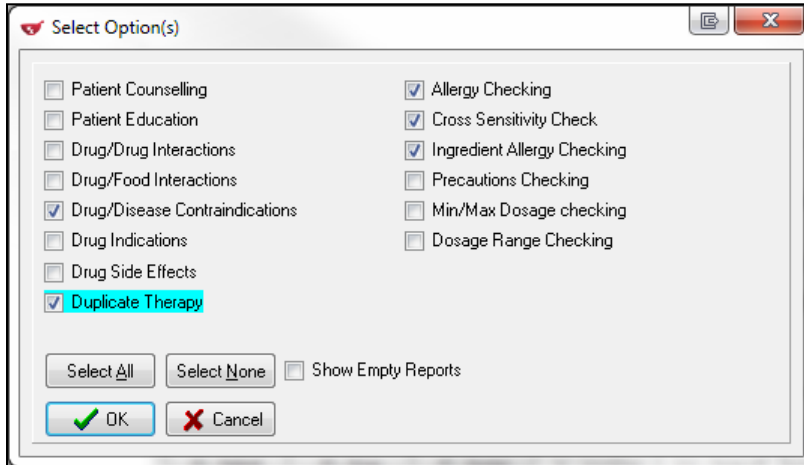 Select Option(s)
Patient Counselling
Patient Education
Drug/Drug Interactions
Drug/Food Interactions
Drug/Disease Contraindications
Drug Indications
Drug Side Effects
Duplicate Therapy
Allergy Checking
Cross Sensitivity Check
Ingredient Allergy Checking
Precautions Checking
Min/Max Dosage checking
Dosage Range Checking
Select All
Select None
Show Empty Reports
OK
Cancel